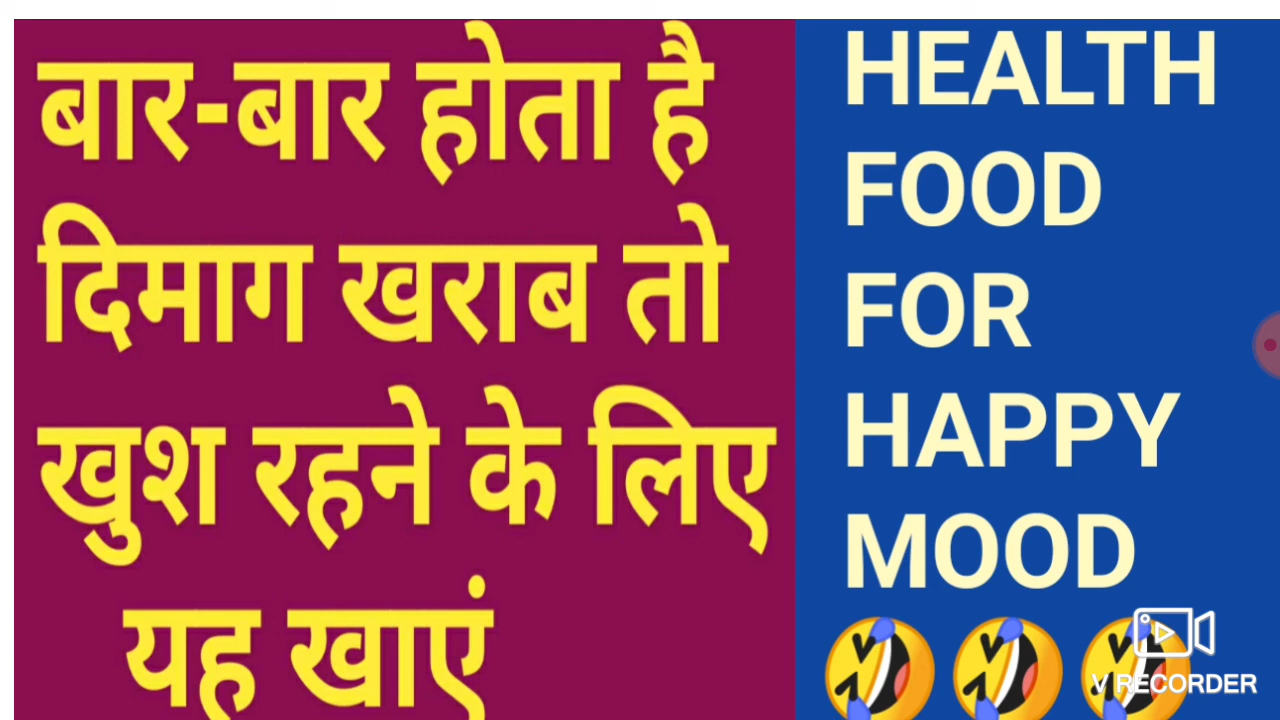 बार-बार होता है
दिमाग खराब तो
खुश रहने के लिए
यह खाएं
HEALTH
FOOD
FOR
HAPPY
MOOD
V RECORDER